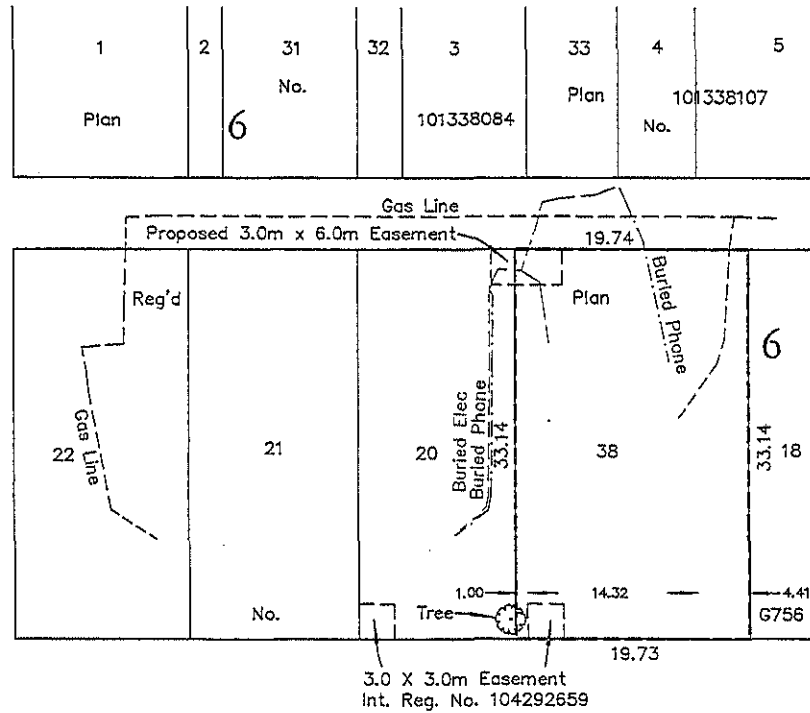 1 2 31 32 3 33 4 5
No.
Plan 101338107
Plan 101338084 No.
6
Gas Line
Proposed 3.0m x 6.0m Easement 19.74
Reg'd Plan
Buried Phone
6
Gas Line
Buried Elec
Buried Phone
33.14
33.14
22 21 20 38 18
1.00 14.32 4.41
No. Tree G756
19.73
3.0 X 3.0m Easement
Int. Reg. No. 104292659